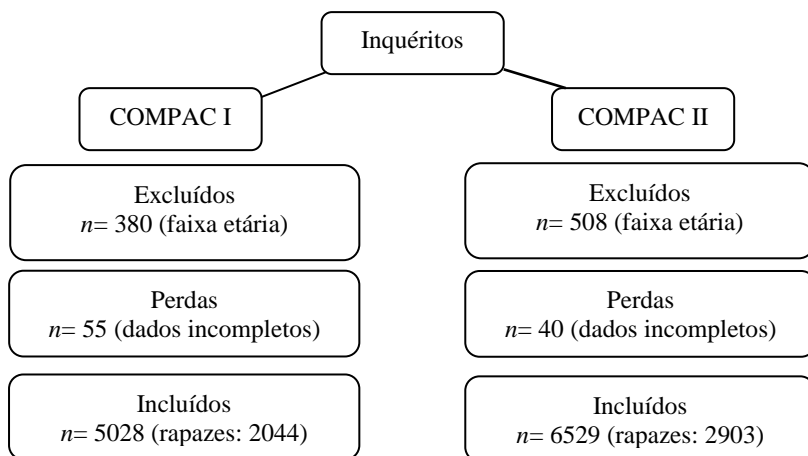 Inquéritos
COMPAC I
COMPAC II
Excluídos
n= 380 (faixa etária)
Excluídos
n= 508 (faixa etária)
Perdas
n= 55 (dados incompletos)
Perdas
n= 40 (dados incompletos)
Incluídos
n= 5028 (rapazes: 2044)
Incluídos
n= 6529 (rapazes: 2903)